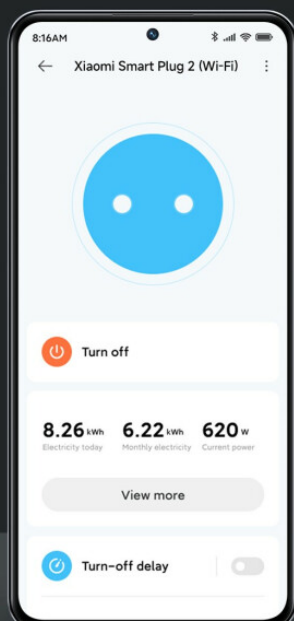 8:16AM
Xiaomi Smart Plug 2 (Wi-Fi)
Turn off
8.26 kWh 6.22 kWh 620 W
Electricity today Monthly electricity Current power
View more
Turn-off delay